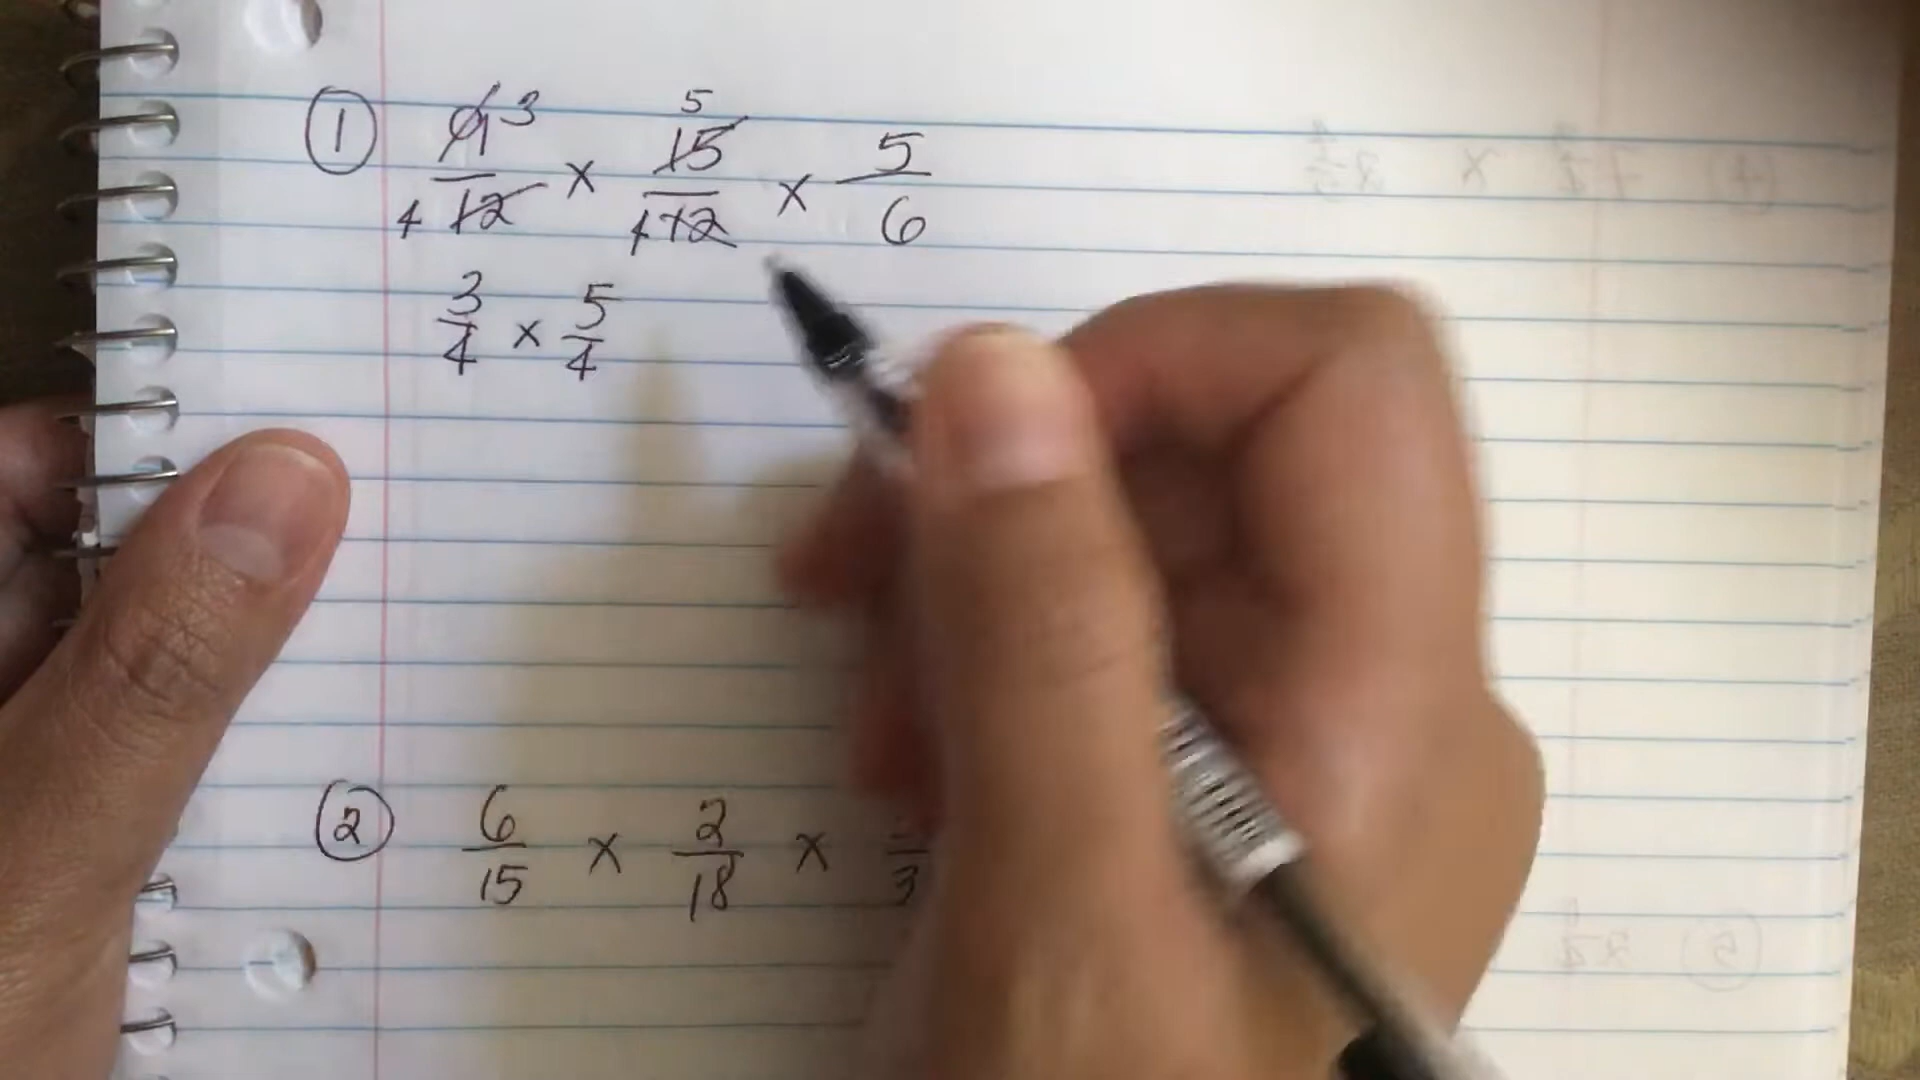 ① 9/12 3/4 × 15/12 5/4 × 5/6
3/4 × 5/4
② 6/15 × 2/18 ×